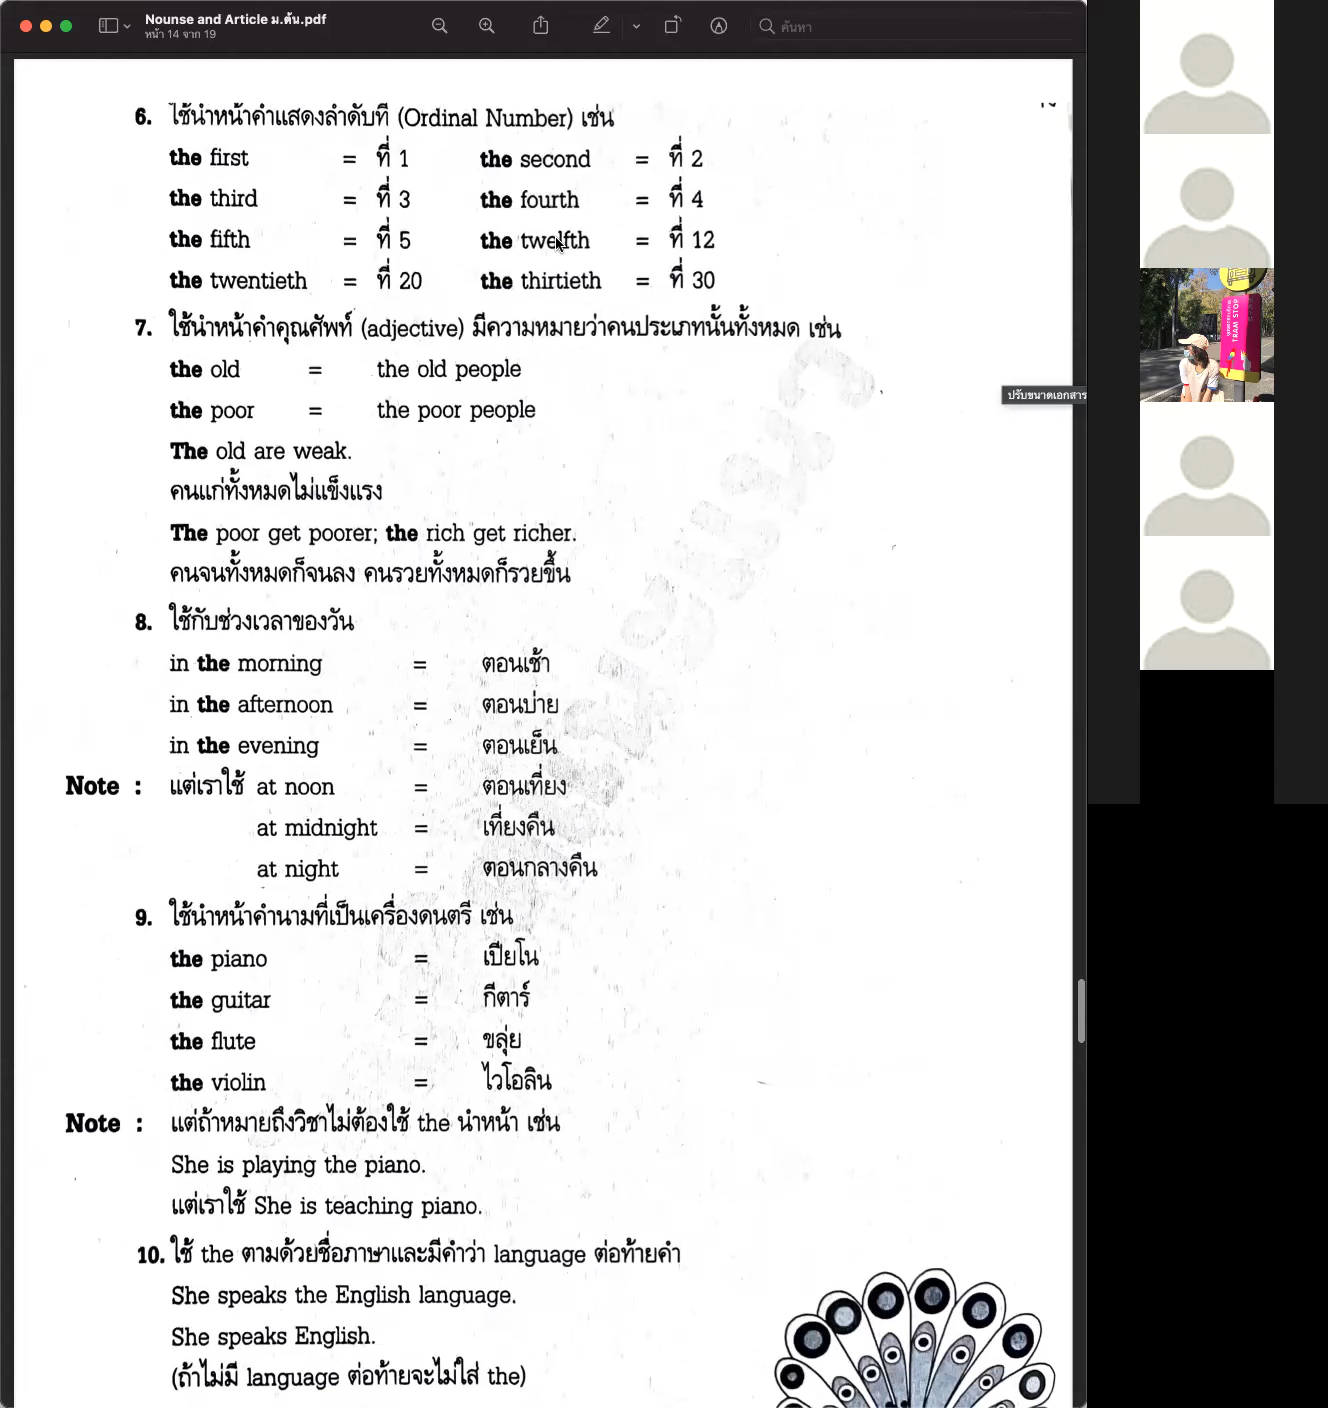 Nounse and Article ม.ต้น.pdf
หน้า 14 จาก 19
ค้นหา
6. ใช้นำหน้าคำแสดงลำดับที่ (Ordinal Number) เช่น
the first = ที่ 1 the second = ที่ 2
the third = ที่ 3 the fourth = ที่ 4
the fifth = ที่ 5 the twelfth = ที่ 12
the twentieth = ที่ 20 the thirtieth = ที่ 30
7. ใช้นำหน้าคำคุณศัพท์ (adjective) มีความหมายว่าคนประเภทนั้นทั้งหมด เช่น
the old = the old people
ปรับขนาดเอกสาร
the poor = the poor people
The old are weak.
คนแก่ทั้งหมดไม่แข็งแรง
The poor get poorer; the rich get richer.
คนจนทั้งหมดก็จนลง คนรวยทั้งหมดก็รวยขึ้น
8. ใช้กับช่วงเวลาของวัน
in the morning = ตอนเช้า
in the afternoon = ตอนบ่าย
in the evening = ตอนเย็น
Note : แต่เราใช้ at noon = ตอนเที่ยง
at midnight = เที่ยงคืน
at night = ตอนกลางคืน
9. ใช้นำหน้าคำนามที่เป็นเครื่องดนตรี เช่น
the piano = เปียโน
the guitar = กีตาร์
the flute = ขลุ่ย
the violin = ไวโอลิน
Note : แต่ถ้าหมายถึงวิชาไม่ต้องใช้ the นำหน้า เช่น
She is playing the piano.
แต่เราใช้ She is teaching piano.
10. ใช้ the ตามด้วยชื่อภาษาและมีคำว่า language ต่อท้ายคำ
She speaks the English language.
She speaks English.
(ถ้าไม่มี language ต่อท้ายจะไม่ใส่ the)
TRAM STOP